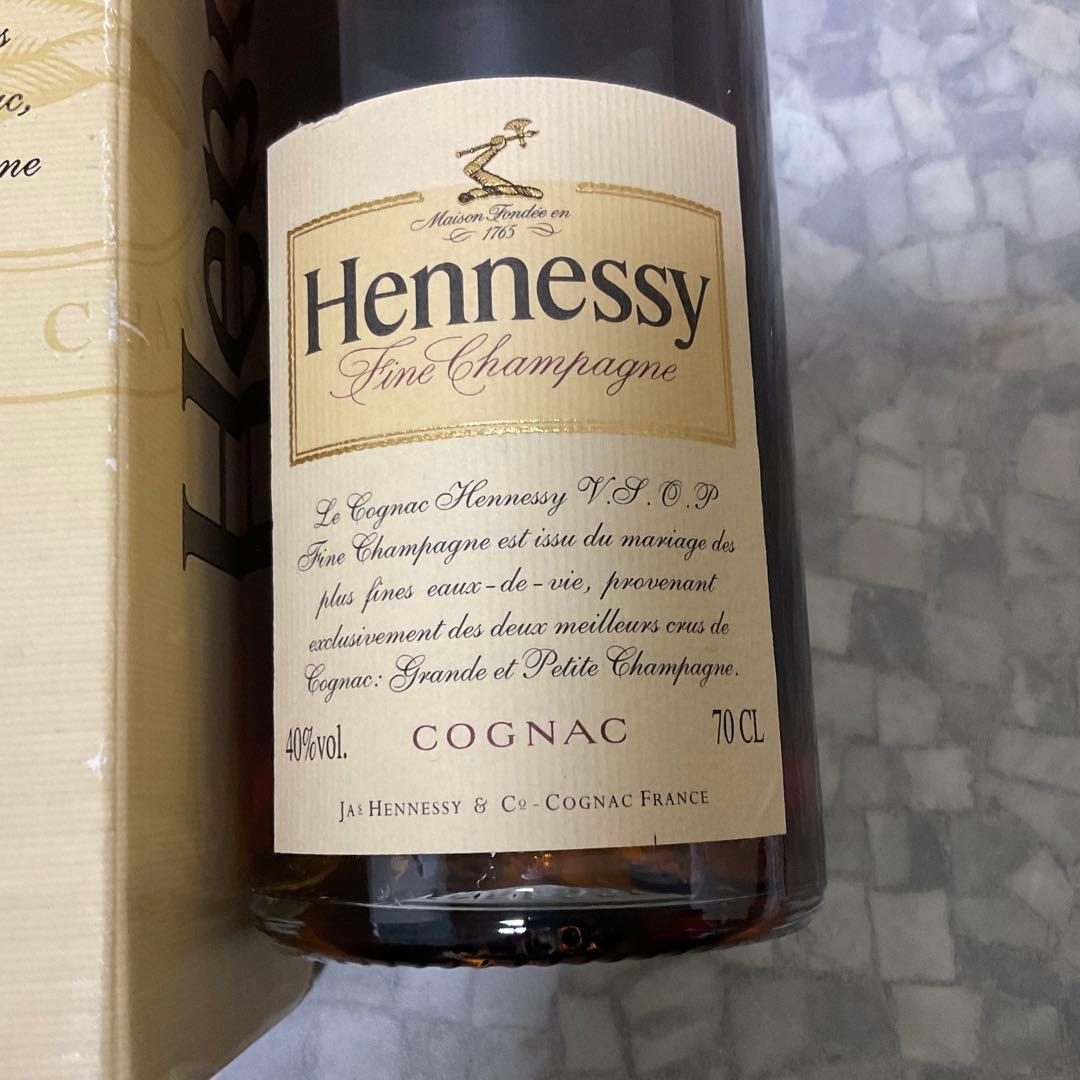 s
c,
ne
Maison Fondée en
1765
Hennessy
Fine Champagne
Le Cognac Hennessy V.S.O.P
Fine Champagne est issu du mariage des
plus fines eaux-de-vie, provenant
exclusivement des deux meilleurs crus de
Cognac: Grande et Petite Champagne.
40%vol. COGNAC 70 CL
JAS HENNESSY & Cº - COGNAC FRANCE